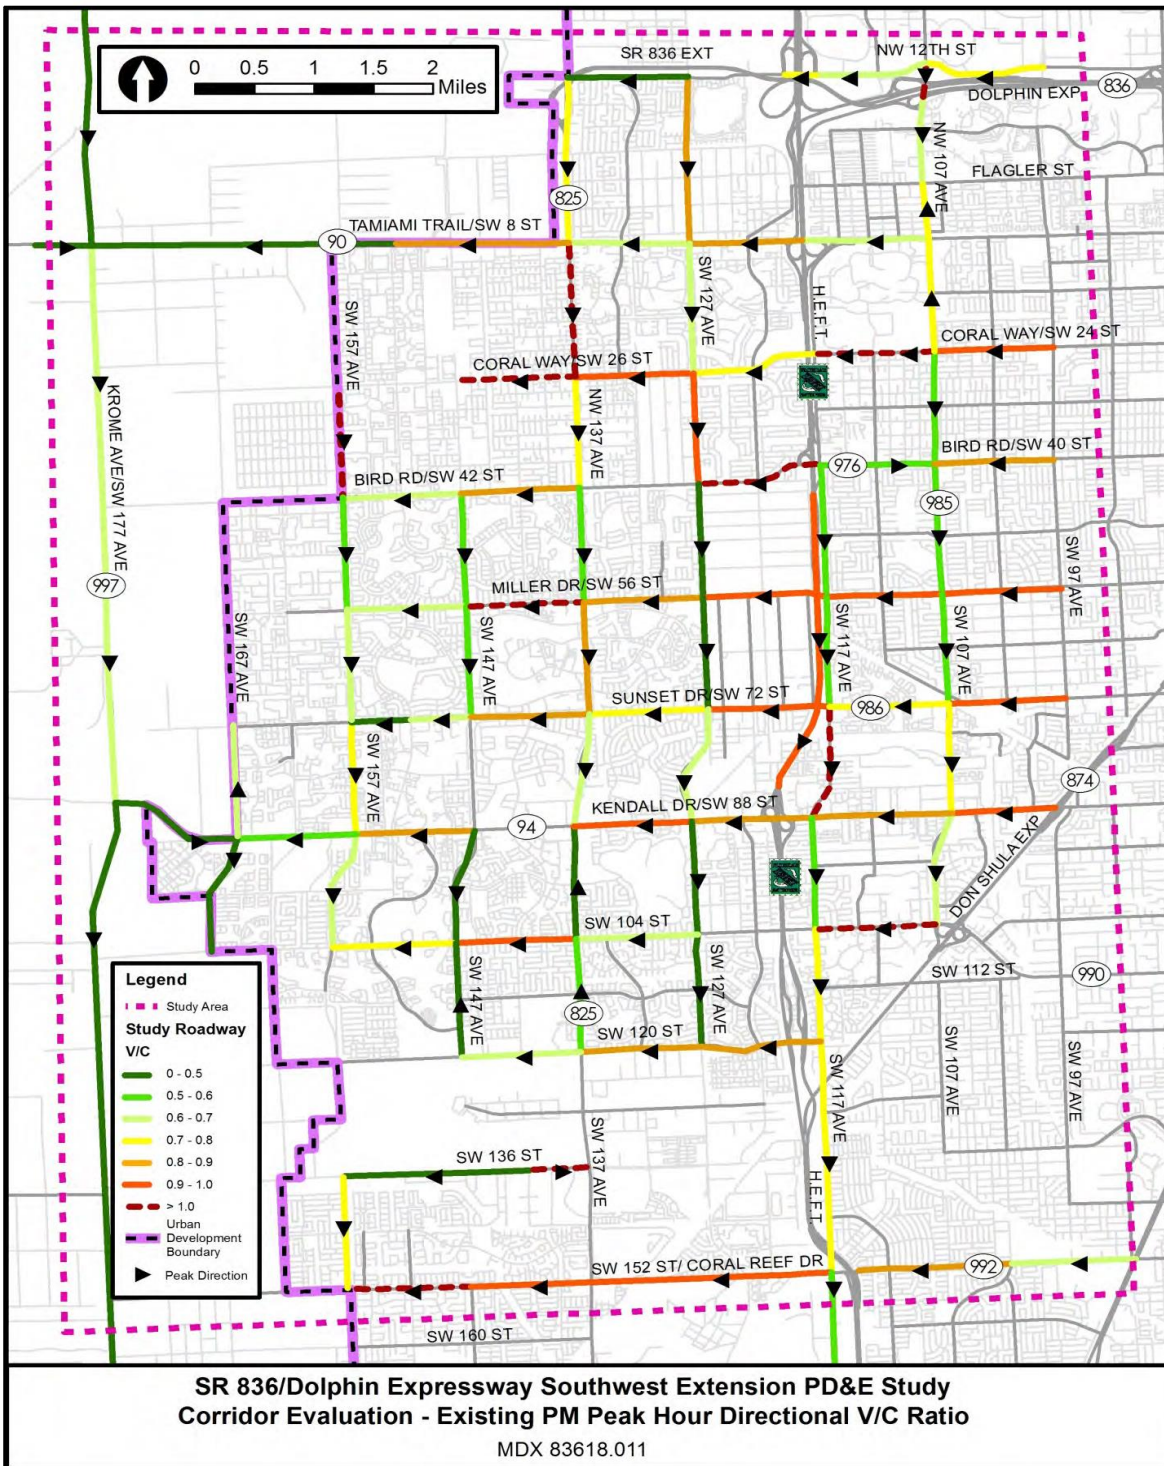 0 0.5 1 1.5 2
Miles
SR 836 EXT
NW 12TH ST
DOLPHIN EXP
836
NW 107 AVE
FLAGLER ST
825
TAMIAMI TRAIL/SW 8 ST
90
SW 157 AVE
SW 127 AVE
H.E.F.T.
CORAL WAY/SW 24 ST
CORAL WAY/SW 26 ST
KROME AVE/SW 177 AVE
NW 137 AVE
BIRD RD/SW 40 ST
976
BIRD RD/SW 42 ST
985
997
SW 97 AVE
MILLER DR/SW 56 ST
SW 167 AVE
SW 147 AVE
SW 117 AVE
SW 107 AVE
SUNSET DR/SW 72 ST
986
SW 157 AVE
874
KENDALL DR/SW 88 ST
94
DON SHULA EXP
SW 104 ST
SW 147 AVE
SW 127 AVE
SW 112 ST
990
825
SW 120 ST
SW 107 AVE
SW 97 AVE
SW 117 AVE
SW 136 ST
SW 137 AVE
H.E.F.T.
SW 152 ST/ CORAL REEF DR
992
SW 160 ST
Legend
Study Area
Study Roadway
V/C
0 - 0.5
0.5 - 0.6
0.6 - 0.7
0.7 - 0.8
0.8 - 0.9
0.9 - 1.0
> 1.0
Urban
Development
Boundary
Peak Direction
SR 836/Dolphin Expressway Southwest Extension PD&E Study
Corridor Evaluation - Existing PM Peak Hour Directional V/C Ratio
MDX 83618.011